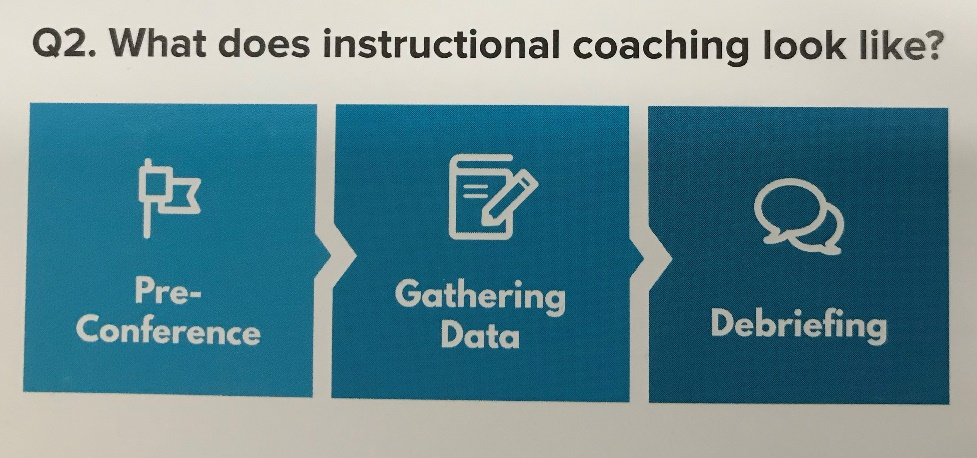 Q2. What does instructional coaching look like?
Pre-
Conference
Gathering
Data
Debriefing